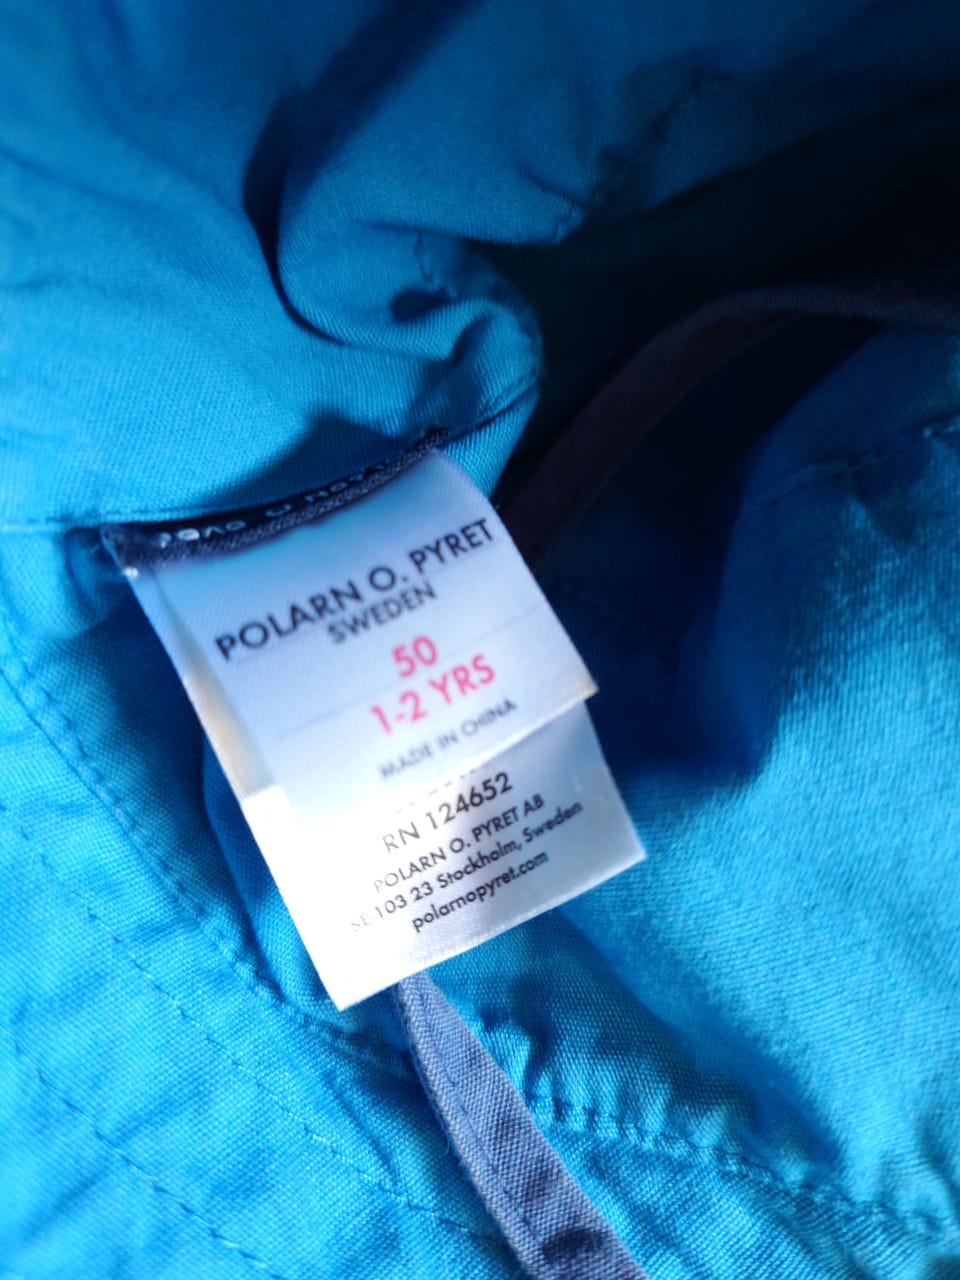 POLARN O. PYRET
SWEDEN
50
1-2 YRS
MADE IN CHINA
RN 124652
POLARN O. PYRET AB
SE-103 23 Stockholm, Sweden
polarnopyret.com